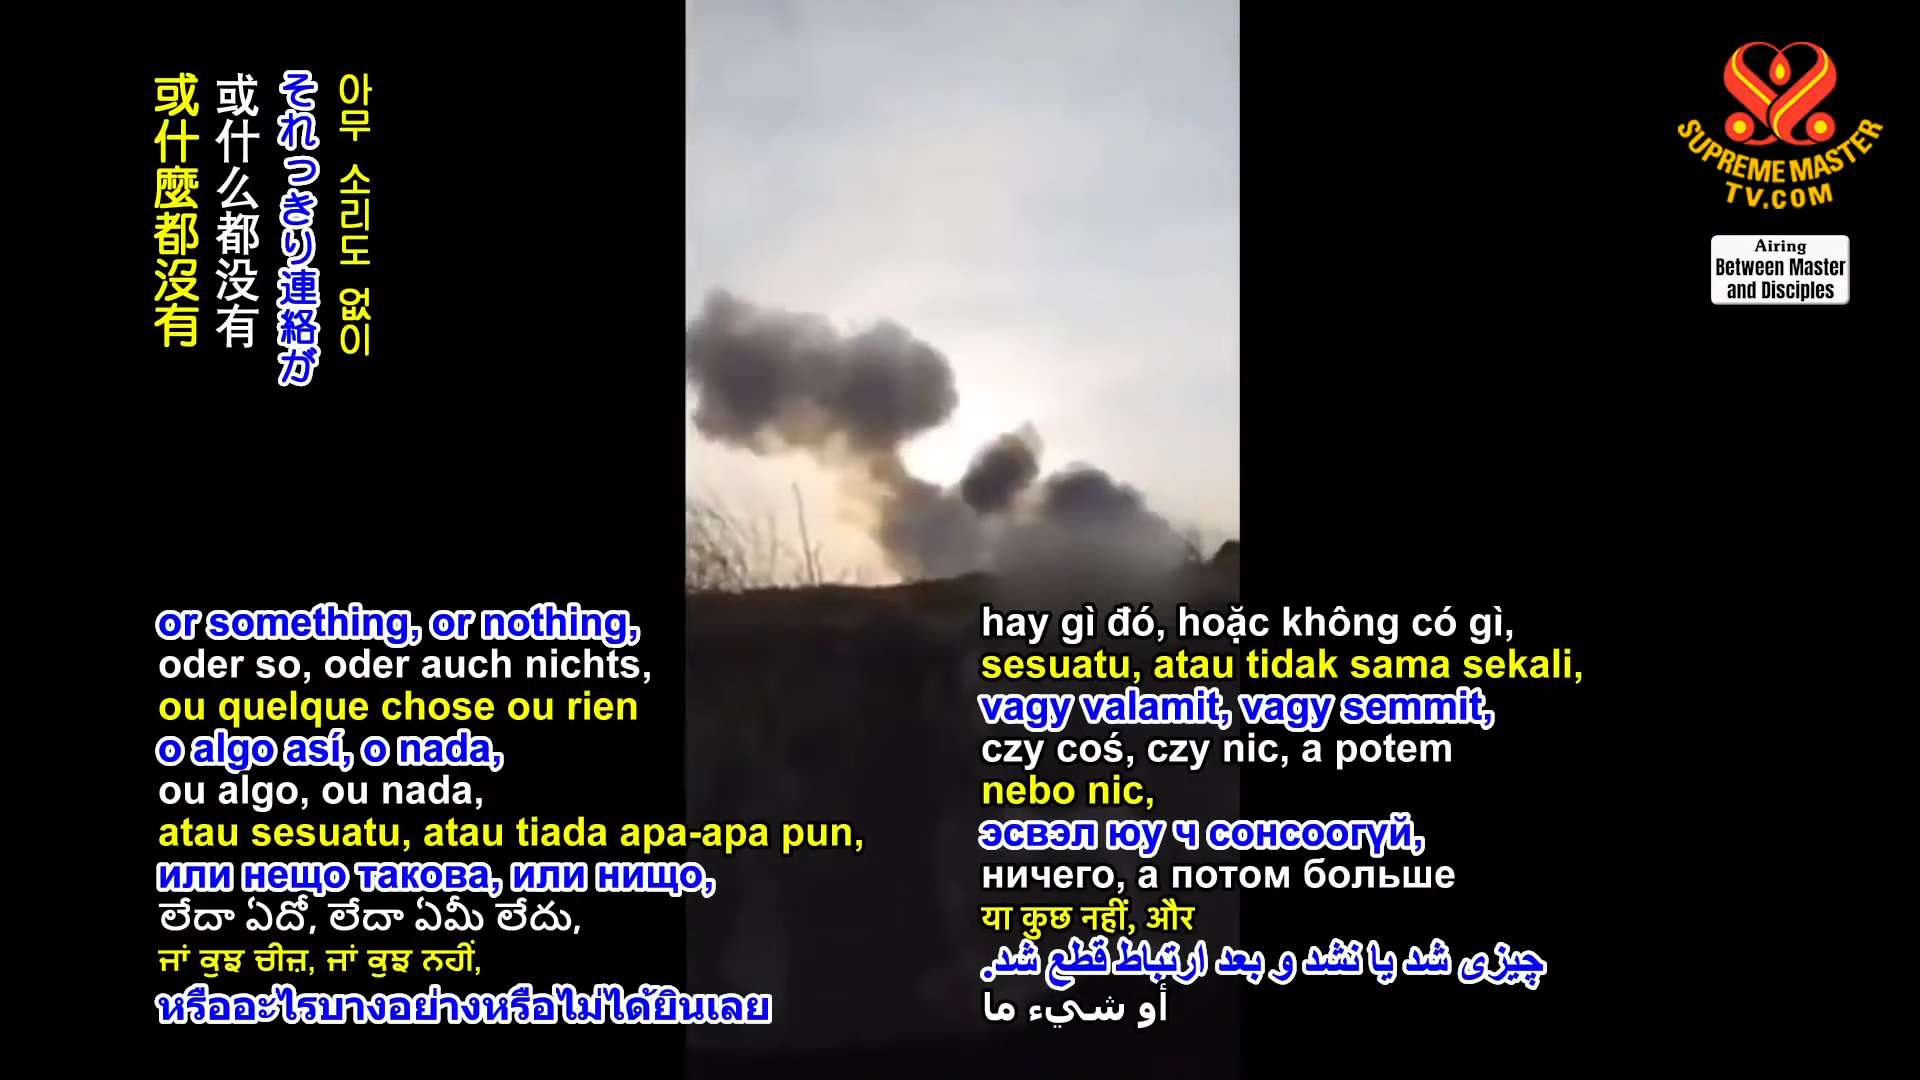 或什麼都沒有
或什么都没有
それっきり連絡が
아무 소리도 없이
SUPREME MASTER
TV.COM
Airing
Between Master
and Disciples
or something, or nothing,
oder so, oder auch nichts,
ou quelque chose ou rien
o algo así, o nada,
ou algo, ou nada,
atau sesuatu, atau tiada apa-apa pun,
или нещо такова, или нищо,
లేదా ఏదో, లేదా ఏమీ లేదు,
ਜਾਂ ਕੁਝ ਚੀਜ਼, ਜਾਂ ਕੁਝ ਨਹੀਂ,
หรืออะไรบางอย่างหรือไม่ได้ยินเลย
hay gì đó, hoặc không có gì,
sesuatu, atau tidak sama sekali,
vagy valamit, vagy semmit,
czy coś, czy nic, a potem
nebo nic,
эсвэл юу ч сонсоогүй,
ничего, а потом больше
या कुछ नहीं, और
چیزی شد یا نشد و بعد ارتباط قطع شد.
أو شيء ما